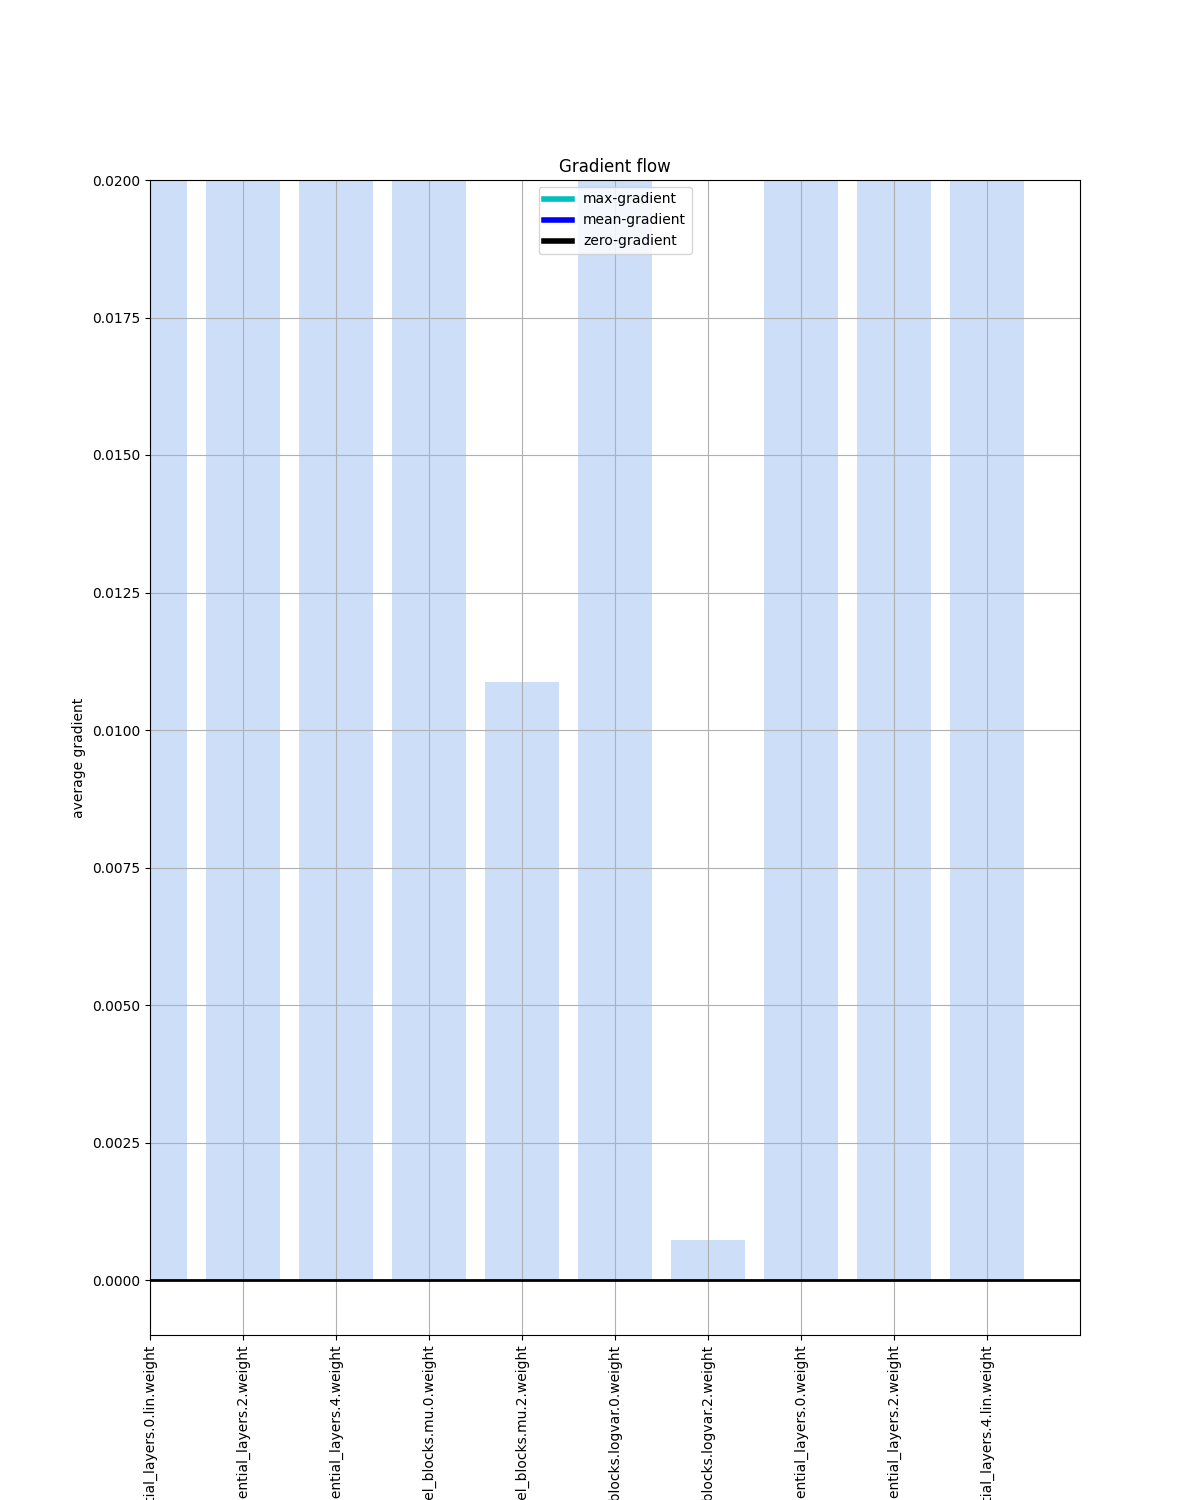 Gradient flow
max-gradient
mean-gradient
zero-gradient
0.0200
0.0175
0.0150
0.0125
0.0100
0.0075
0.0050
0.0025
0.0000
average gradient
tial_layers.0.lin.weight
ential_layers.2.weight
ential_layers.4.weight
el_blocks.mu.0.weight
el_blocks.mu.2.weight
blocks.logvar.0.weight
blocks.logvar.2.weight
ential_layers.0.weight
ential_layers.2.weight
tial_layers.4.lin.weight